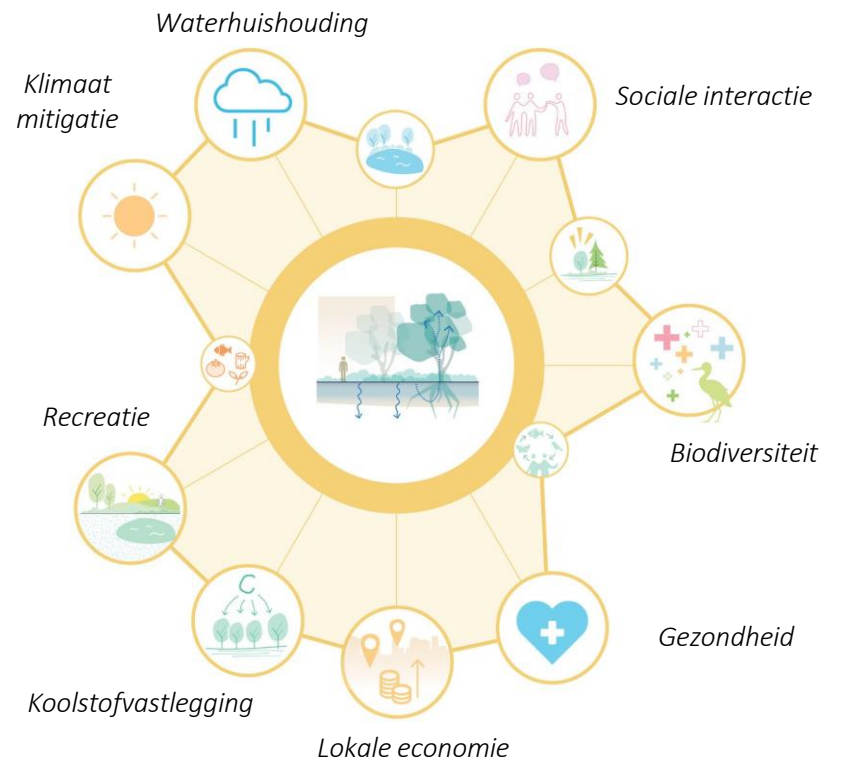 Waterhuishouding
Klimaat
mitigatie
Sociale interactie
Recreatie
Biodiversiteit
C
Gezondheid
Koolstofvastlegging
Lokale economie